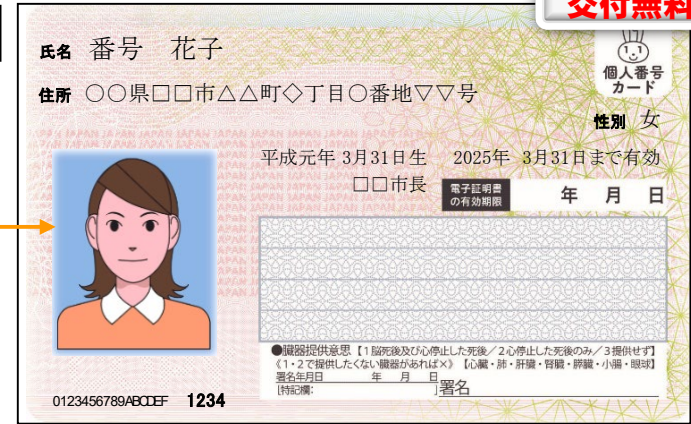 交付無料
氏名 番号 花子
個人番号
カード
住所 ○○県□□市△△町◇丁目○番地▽▽号
性別 女
平成元年 3月31日生 2025年 3月31日まで有効
□□市長
電子証明書
の有効期限
年 月 日
●臓器提供意思【1脳死後及び心停止した死後/2心停止した死後のみ/3提供せず】
《1・2で提供したくない臓器があれば×》【心臓・肺・肝臓・腎臓・膵臓・小腸・眼球】
署名年月日 年 月 日
[特記欄: ]署名
0123456789ABCDEF 1234